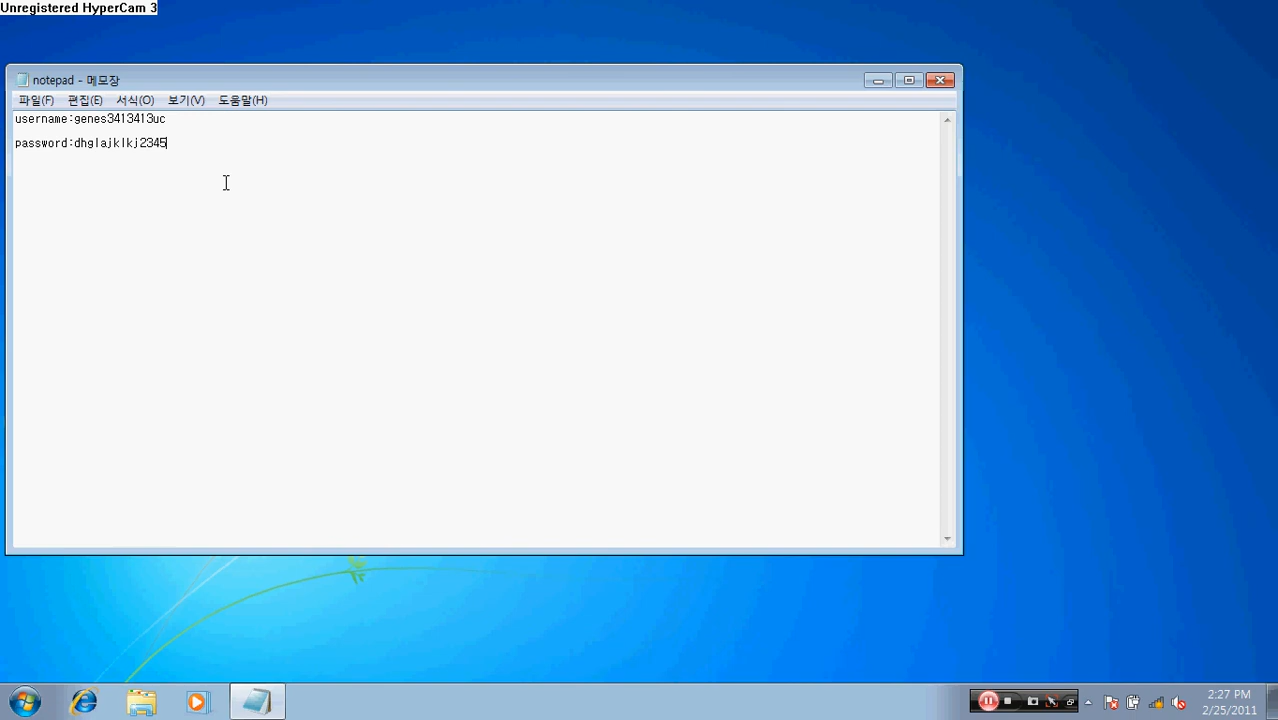 Unregistered HyperCam 3
notepad - 메모장
파일(F) 편집(E) 서식(O) 보기(V) 도움말(H)
username:genes3413413uc
password:dhglajklkj2345
2:27 PM
2/25/2011